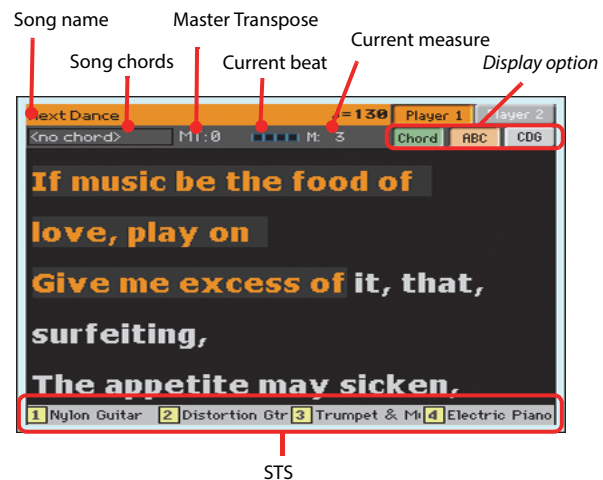 Song name
Master Transpose
Current measure
Song chords
Current beat
Display option
Next Dance ♩=130 Player 1 Player 2
<no chord> MT:0 M: 3 Chord ABC CDG
If music be the food of
love, play on
Give me excess of it, that,
surfeiting,
The appetite may sicken,
1 Nylon Guitar 2 Distortion Gtr 3 Trumpet & 4 Electric Piano
STS